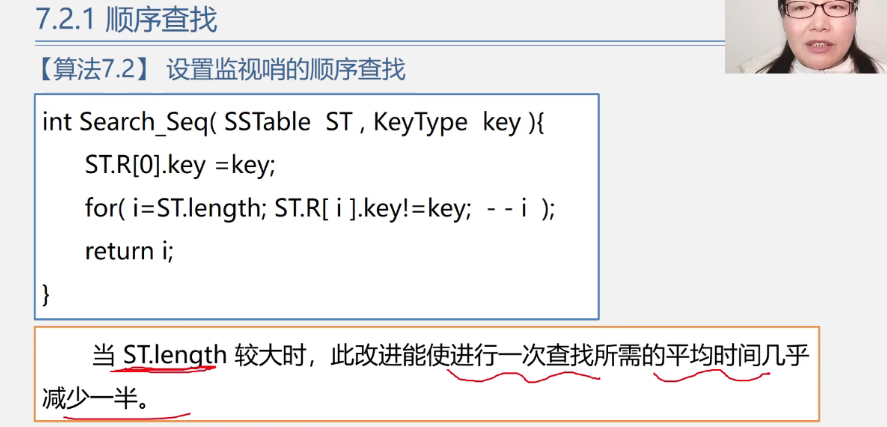 7.2.1 顺序查找
【算法7.2】 设置监视哨的顺序查找
int Search_Seq( SSTable ST , KeyType key ){
ST.R[0].key =key;
for( i=ST.length; ST.R[ i ].key!=key; - - i );
return i;
}
当 ST.length 较大时，此改进能使进行一次查找所需的平均时间几乎
减少一半。